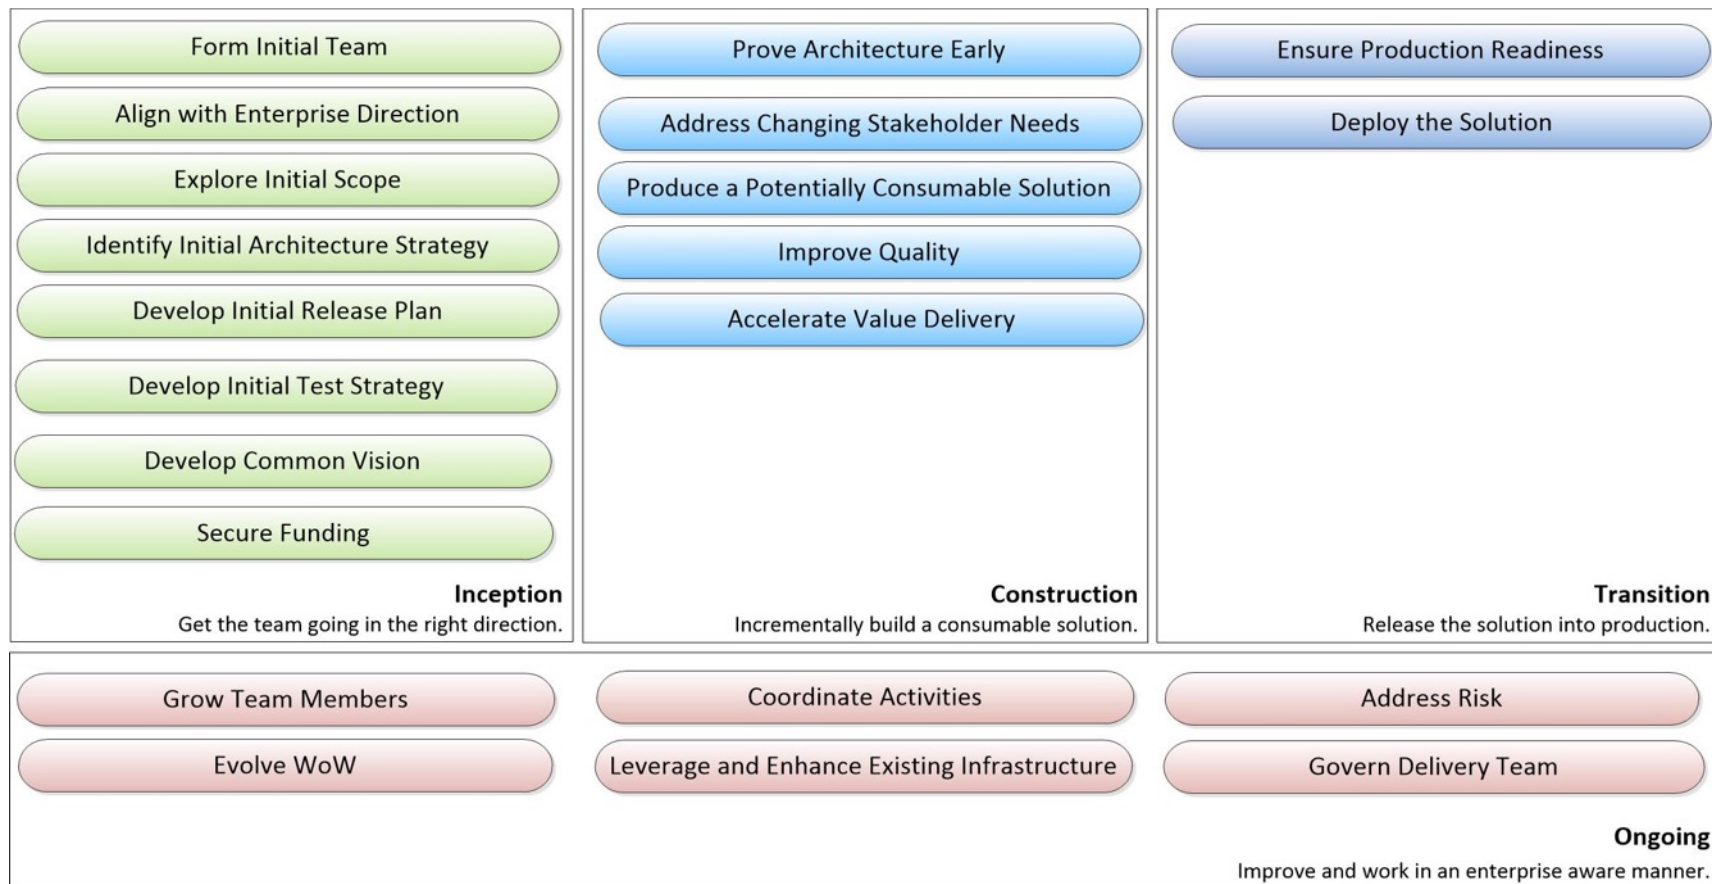 Form Initial Team
Align with Enterprise Direction
Explore Initial Scope
Identify Initial Architecture Strategy
Develop Initial Release Plan
Develop Initial Test Strategy
Develop Common Vision
Secure Funding
Inception
Get the team going in the right direction.
Prove Architecture Early
Address Changing Stakeholder Needs
Produce a Potentially Consumable Solution
Improve Quality
Accelerate Value Delivery
Construction
Incrementally build a consumable solution.
Ensure Production Readiness
Deploy the Solution
Transition
Release the solution into production.
Grow Team Members
Evolve WoW
Coordinate Activities
Leverage and Enhance Existing Infrastructure
Address Risk
Govern Delivery Team
Ongoing
Improve and work in an enterprise aware manner.